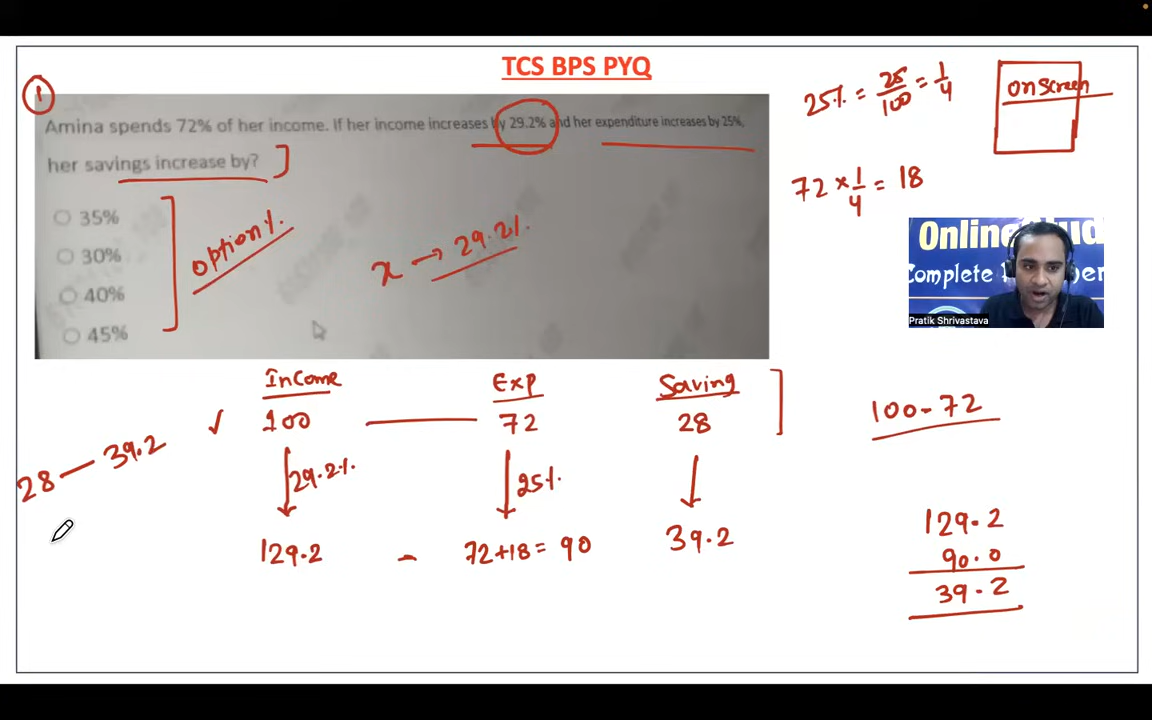 TCS BPS PYQ
1
Amina spends 72% of her income. If her income increases by 29.2% and her expenditure increases by 25%,
her savings increase by?
35%
30%
40%
45%
option%
x → 29.2%
25% = 25/100 = 1/4
72 × 1/4 = 18
onscreen
Online
Complete
Pratik Shrivastava
Income Exp Saving
100 72 28
100-72
28 — 39.2
29.2% 25%
129.2 - 72+18 = 90 39.2
129.2
90.0
39.2